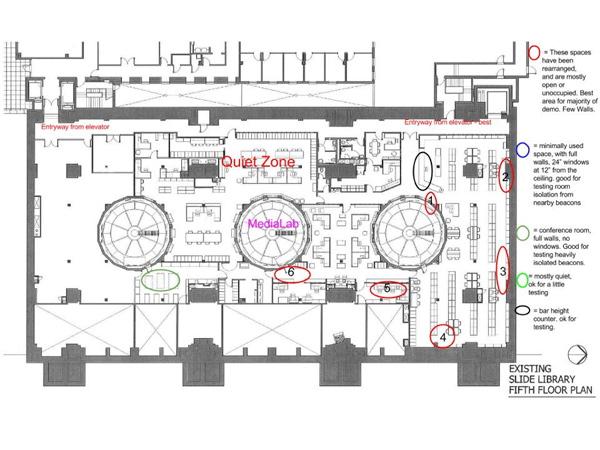 = These spaces
have been
rearranged,
and are mostly
open or
unoccupied. Best
area for majority of
demo. Few Walls.
Entryway from elevator
Entryway from elevator - best
= minimally used
space, with full
walls, 24" windows
at 12" from the
ceiling. good for
testing room
isolation from
nearby beacons
Quiet Zone
2
1
MediaLab
= conference room,
full walls, no
windows. Good for
testing heavily
isolated beacons.
6
3
= mostly quiet,
ok for a little
testing
5
= bar height
counter. ok for
testing.
4
EXISTING
SLIDE LIBRARY
FIFTH FLOOR PLAN